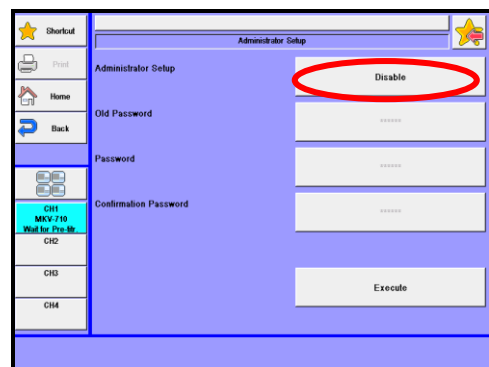 Shortcut
Administrator Setup
Print
Administrator Setup
Disable
Home
Old Password
******
Back
Password
******
Confirmation Password
******
CH1
MKV-710
Wait for Pre-titr.
CH2
CH3
Execute
CH4